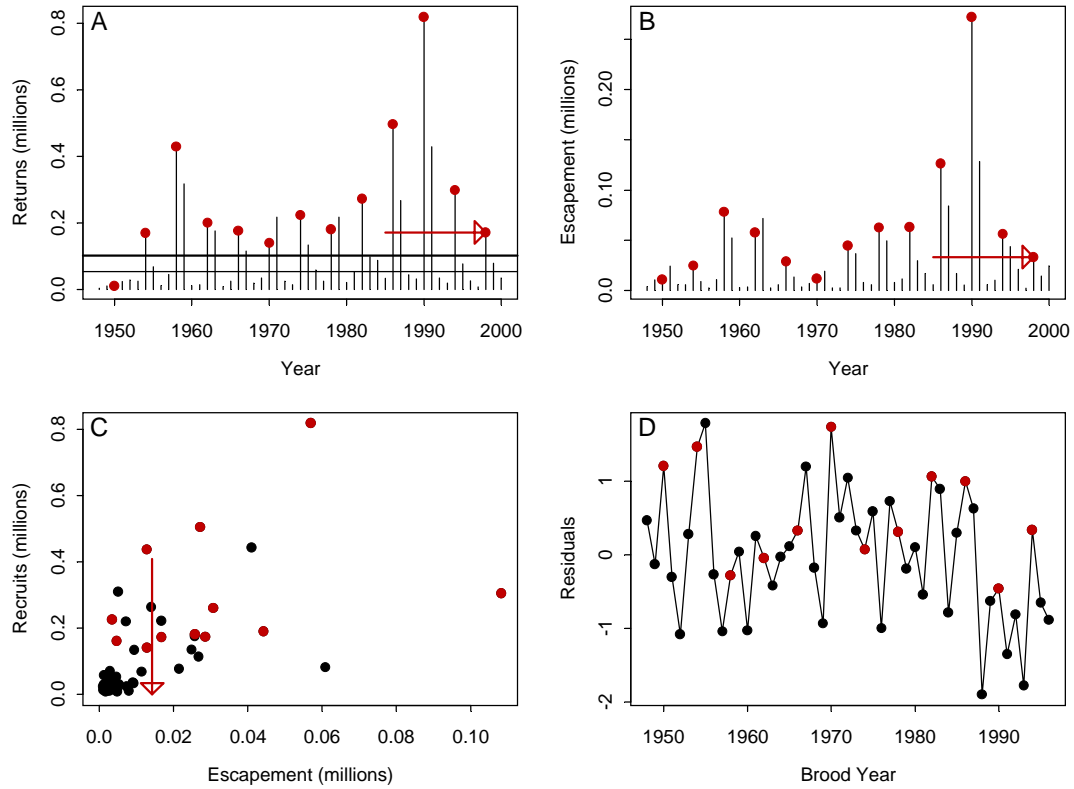 A
Returns (millions)
0.0 0.2 0.4 0.6 0.8
1950 1960 1970 1980 1990 2000
Year
B
Escapement (millions)
0.00 0.10 0.20
1950 1960 1970 1980 1990 2000
Year
C
Recruits (millions)
0.0 0.2 0.4 0.6 0.8
0.0 0.02 0.04 0.06 0.08 0.10
Escapement (millions)
D
Residuals
-2 -1 0 1
1950 1960 1970 1980 1990
Brood Year